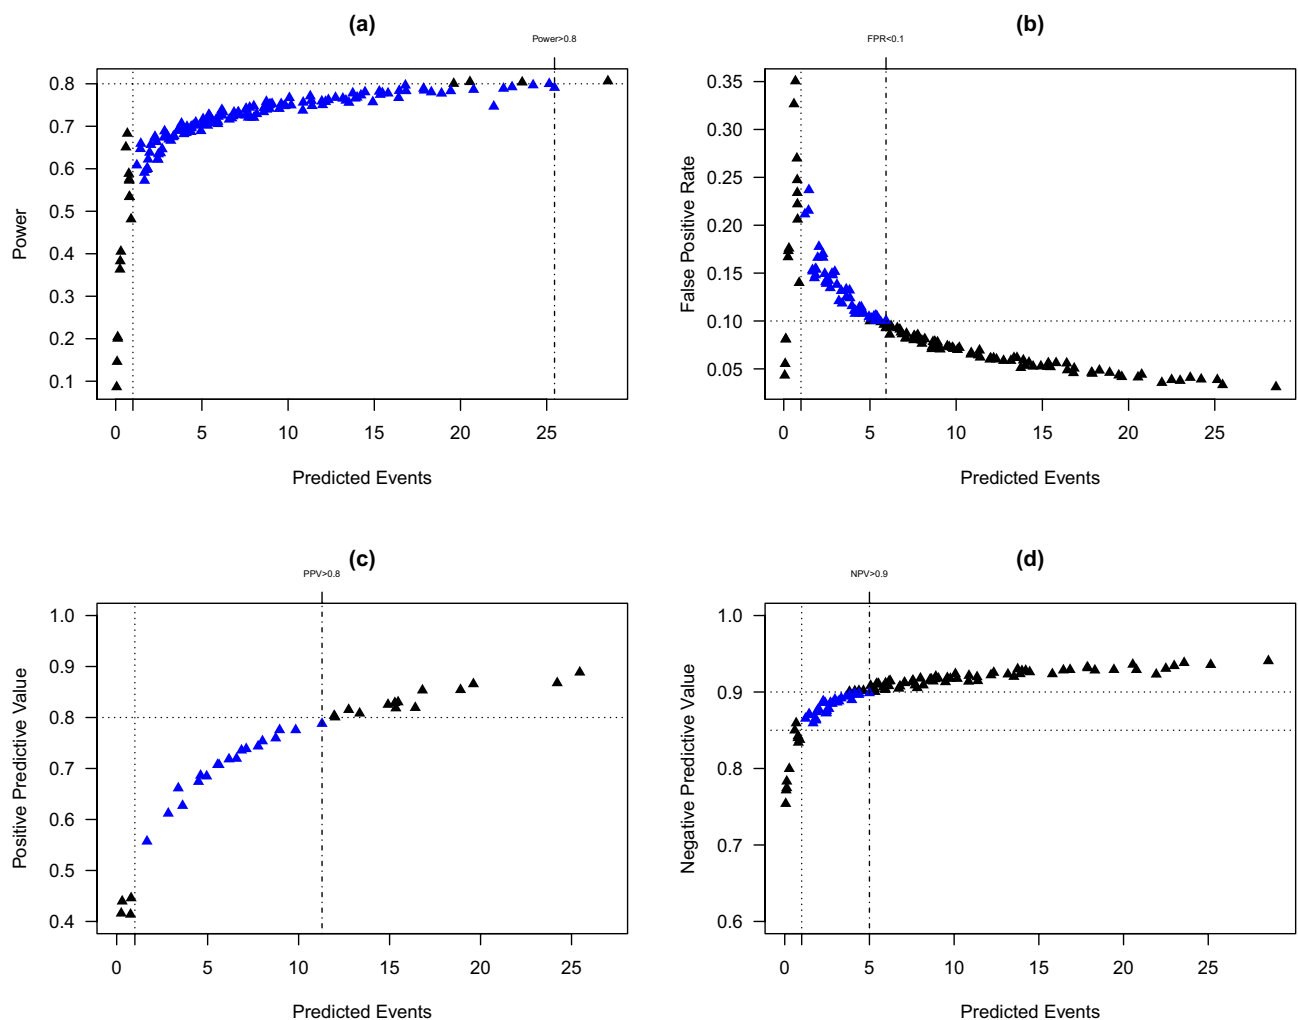 (a)
Power>0.8
Power
0.8
0.7
0.6
0.5
0.4
0.3
0.2
0.1
0 5 10 15 20 25
Predicted Events
(b)
FPR<0.1
False Positive Rate
0.35
0.30
0.25
0.20
0.15
0.10
0.05
0 5 10 15 20 25
Predicted Events
(c)
PPV>0.8
Positive Predictive Value
1.0
0.9
0.8
0.7
0.6
0.5
0.4
0 5 10 15 20 25
Predicted Events
(d)
NPV>0.9
Negative Predictive Value
1.0
0.9
0.8
0.7
0.6
0 5 10 15 20 25
Predicted Events